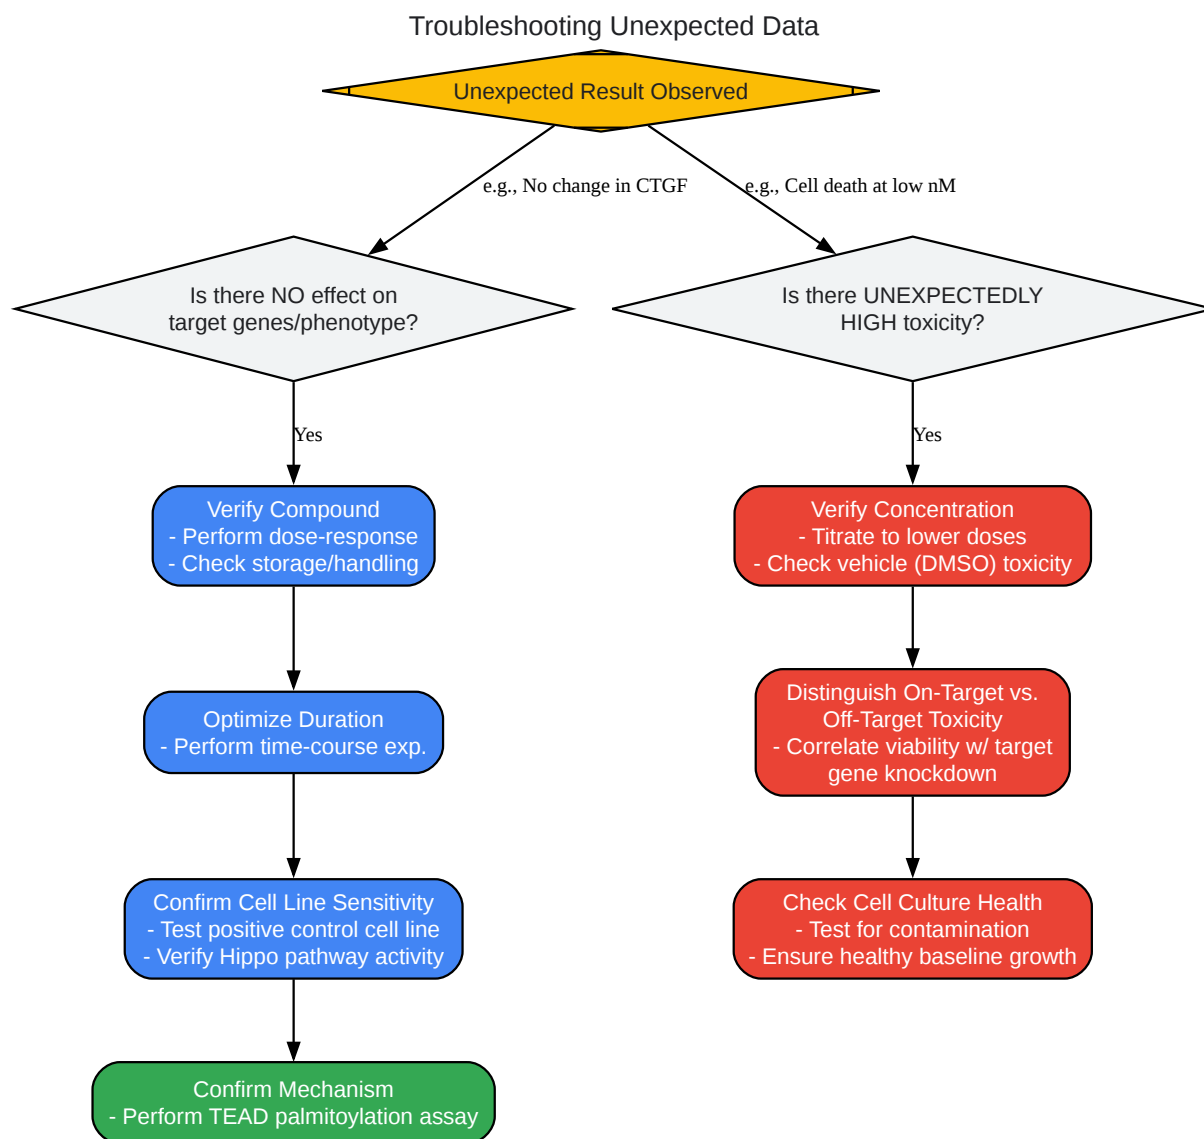 Troubleshooting Unexpected Data
Unexpected Result Observed
e.g., No change in CTGF
e.g., Cell death at low nM
Is there NO effect on
target genes/phenotype?
Is there UNEXPECTEDLY
HIGH toxicity?
Yes
Yes
Verify Compound
- Perform dose-response
- Check storage/handling
Verify Concentration
- Titrate to lower doses
- Check vehicle (DMSO) toxicity
Optimize Duration
- Perform time-course exp.
Distinguish On-Target vs.
Off-Target Toxicity
- Correlate viability w/ target
gene knockdown
Confirm Cell Line Sensitivity
- Test positive control cell line
- Verify Hippo pathway activity
Check Cell Culture Health
- Test for contamination
- Ensure healthy baseline growth
Confirm Mechanism
- Perform TEAD palmitoylation assay